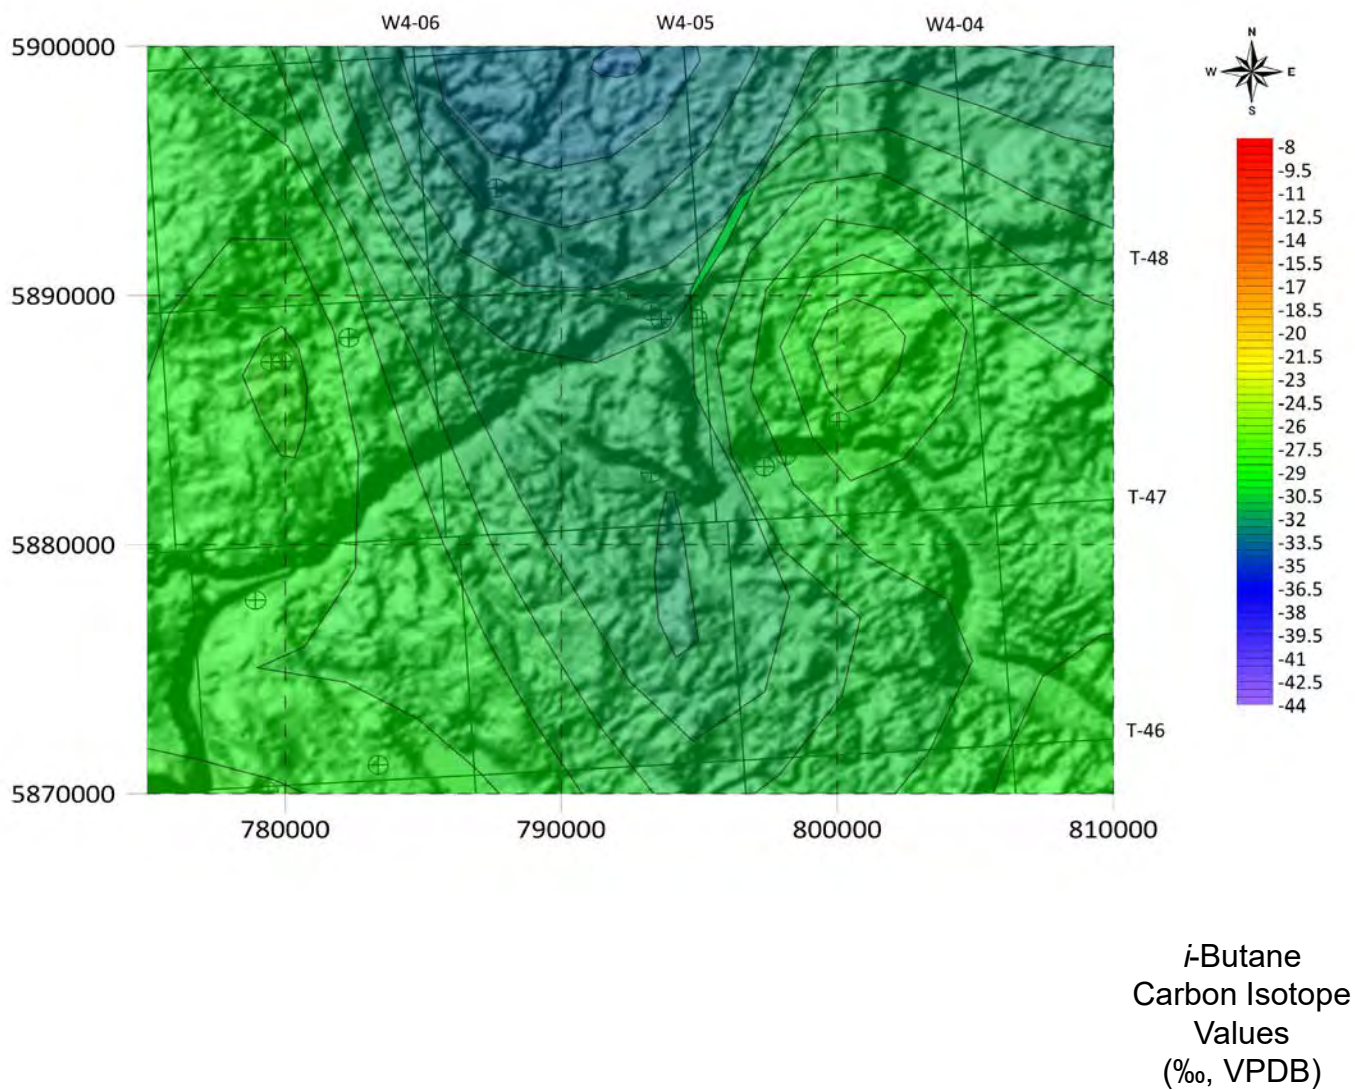 W4-06 W4-05 W4-04
N
W E
S
5900000
5890000
5880000
5870000
780000 790000 800000 810000
T-48
T-47
T-46
-8
-9.5
-11
-12.5
-14
-15.5
-17
-18.5
-20
-21.5
-23
-24.5
-26
-27.5
-29
-30.5
-32
-33.5
-35
-36.5
-38
-39.5
-41
-42.5
-44
i-Butane
Carbon Isotope
Values
(‰, VPDB)